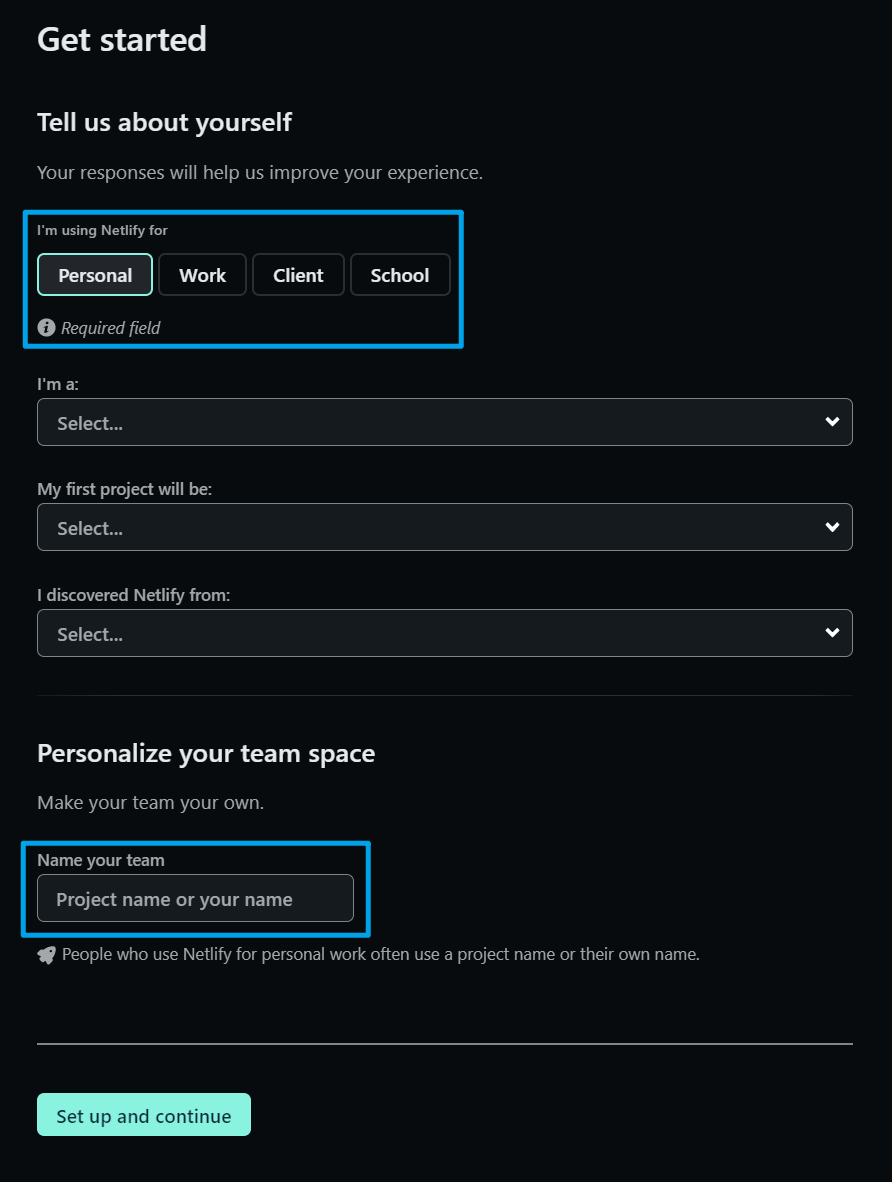 Get started
Tell us about yourself
Your responses will help us improve your experience.
I'm using Netlify for
Personal Work Client School
Required field
I'm a:
Select...
My first project will be:
Select...
I discovered Netlify from:
Select...
Personalize your team space
Make your team your own.
Name your team
Project name or your name
People who use Netlify for personal work often use a project name or their own name.
Set up and continue